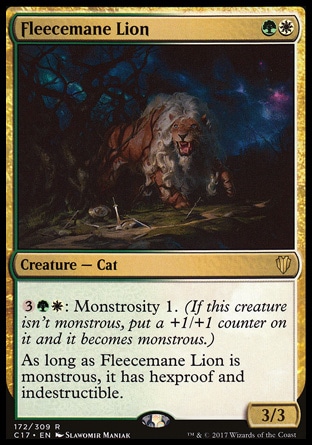 Fleecemane Lion
Creature — Cat
3: Monstrosity 1. (If this creature
isn't monstrous, put a +1/+1 counter on
it and it becomes monstrous.)
As long as Fleecemane Lion is
monstrous, it has hexproof and
indestructible.
3/3
172/309 R
C17 • EN Slawomir Maniak
™ & © 2017 Wizards of the Coast